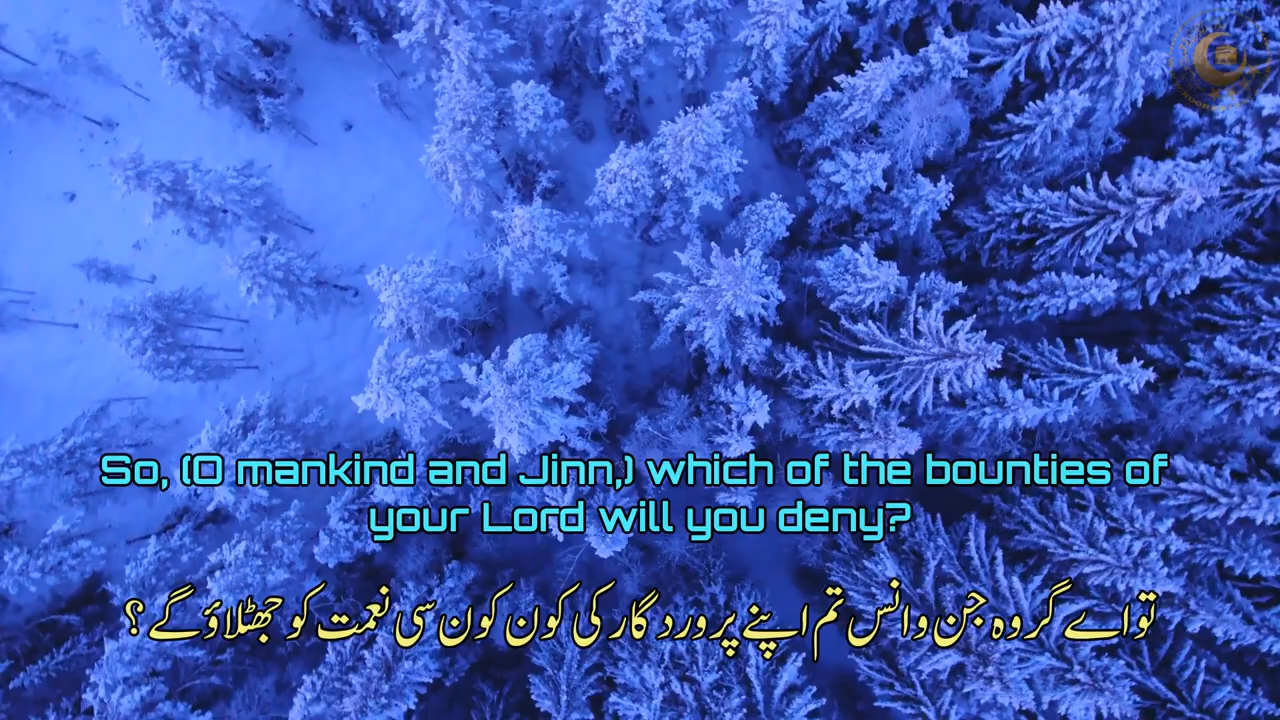 So, (O mankind and Jinn,) which of the bounties of
your Lord will you deny?
تو اے گروہ جن و انس تم اپنے پروردگار کی کون کون سی نعمت کو جھٹلاؤ گے ؟